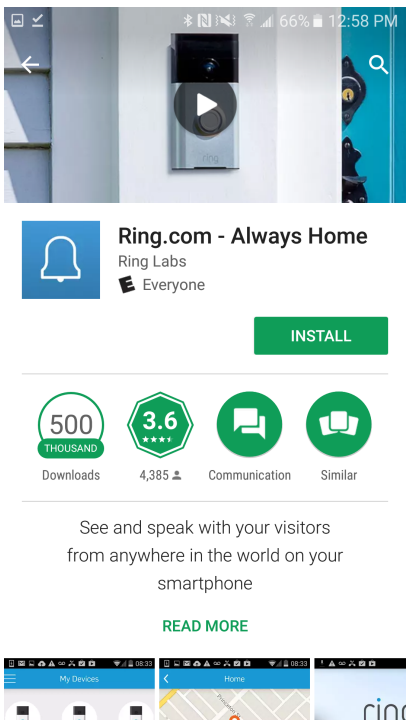 66% 12:58 PM
ring
Ring.com - Always Home
Ring Labs
E Everyone
INSTALL
500
THOUSAND
3.6
Downloads
4,385
Communication
Similar
See and speak with your visitors
from anywhere in the world on your
smartphone
READ MORE
08:33
08:33
My Devices
Home
ring